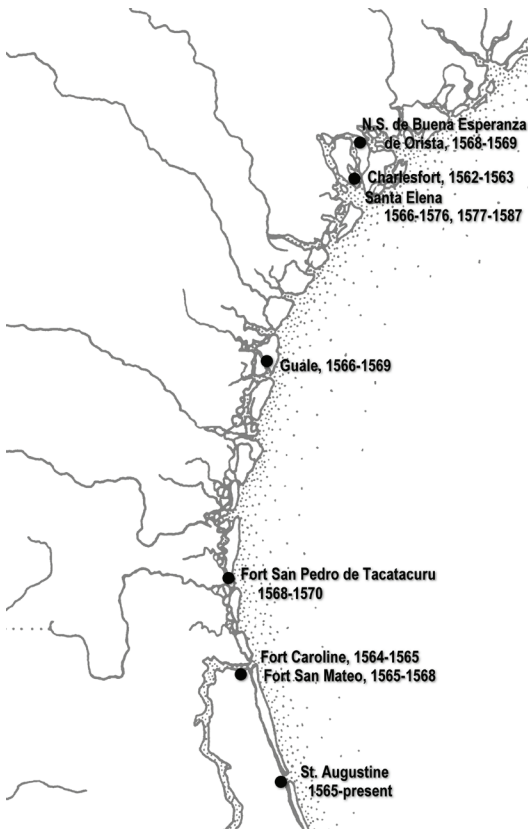 N.S. de Buena Esperanza
de Orista, 1568-1569
Charlesfort, 1562-1563
Santa Elena
1566-1576, 1577-1587
Guale, 1566-1569
Fort San Pedro de Tacatacuru
1568-1570
Fort Caroline, 1564-1565
Fort San Mateo, 1565-1568
St. Augustine
1565-present